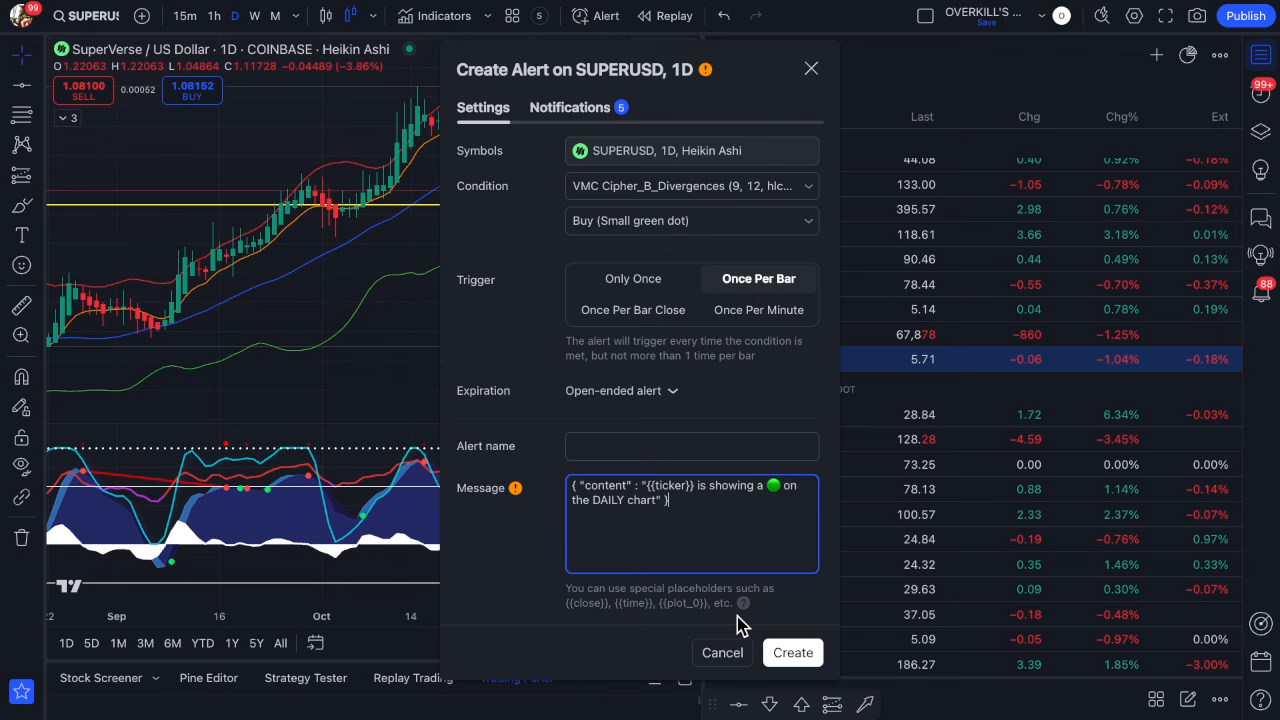 99
SUPERUS
15m 1h D W M
Indicators
S
Alert
Replay
OVERKILL'S ...
Save
O
Publish
SuperVerse / US Dollar · 1D · COINBASE · Heikin Ashi
O1.22063 H1.22063 L1.04864 C1.11728 −0.04489 (−3.86%)
1.08100
SELL
0.00052
1.08152
BUY
3
Sep 16 Oct 14
1D 5D 1M 3M 6M YTD 1Y 5Y All
Stock Screener Pine Editor Strategy Tester Replay Trading Trading Panel
Create Alert on SUPERUSD, 1D
Settings
Notifications 5
Symbols
SUPERUSD, 1D, Heikin Ashi
Condition
VMC Cipher_B_Divergences (9, 12, hlc...
Buy (Small green dot)
Trigger
Only Once
Once Per Bar
Once Per Bar Close
Once Per Minute
The alert will trigger every time the condition is
met, but not more than 1 time per bar
Expiration
Open-ended alert
Alert name
Message
{ "content" : "{{ticker}} is showing a 🟢 on
the DAILY chart" }
You can use special placeholders such as
{{close}}, {{time}}, {{plot_0}}, etc.
Cancel
Create
Last Chg Chg% Ext
44.08 0.40 0.92% −0.18%
133.00 −1.05 −0.78% −0.09%
395.57 2.98 0.76% −0.12%
118.61 3.66 3.18% 0.01%
90.46 0.44 0.49% 0.13%
78.44 −0.55 −0.70% −0.37%
5.14 0.04 0.78% 0.19%
67,878 −860 −1.25%
5.71 −0.06 −1.04% −0.18%
DOT
28.84 1.72 6.34% −0.03%
128.28 −4.59 −3.45%
73.25 0.00 0.00% 0.00%
78.13 0.88 1.14% −0.14%
100.57 2.33 2.37% −0.07%
24.84 −0.19 −0.76% 0.97%
24.32 0.35 1.46% 0.33%
29.63 0.09 0.30% −0.07%
37.05 −0.18 −0.48%
5.09 −0.05 −0.97% 0.00%
186.27 3.39 1.85% −3.00%
99+
88